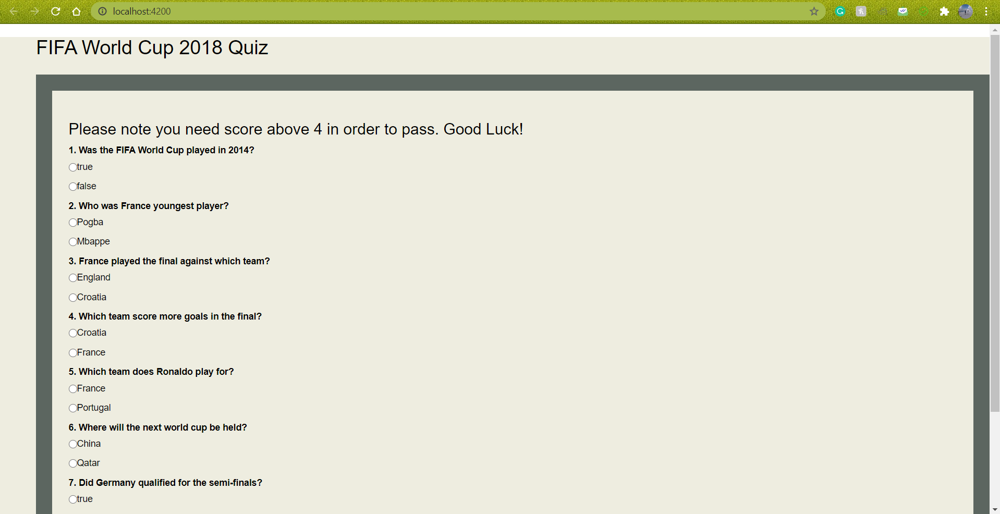 localhost:4200
FIFA World Cup 2018 Quiz
Please note you need score above 4 in order to pass. Good Luck!
1. Was the FIFA World Cup played in 2014?
true
false
2. Who was France youngest player?
Pogba
Mbappe
3. France played the final against which team?
England
Croatia
4. Which team score more goals in the final?
Croatia
France
5. Which team does Ronaldo play for?
France
Portugal
6. Where will the next world cup be held?
China
Qatar
7. Did Germany qualified for the semi-finals?
true